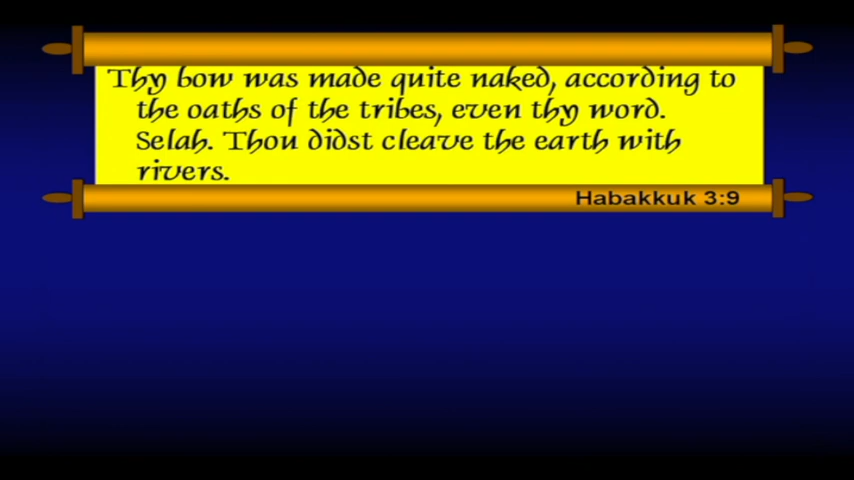 Thy bow was made quite naked, according to
the oaths of the tribes, even thy word.
Selah. Thou didst cleave the earth with
rivers.
Habakkuk 3:9